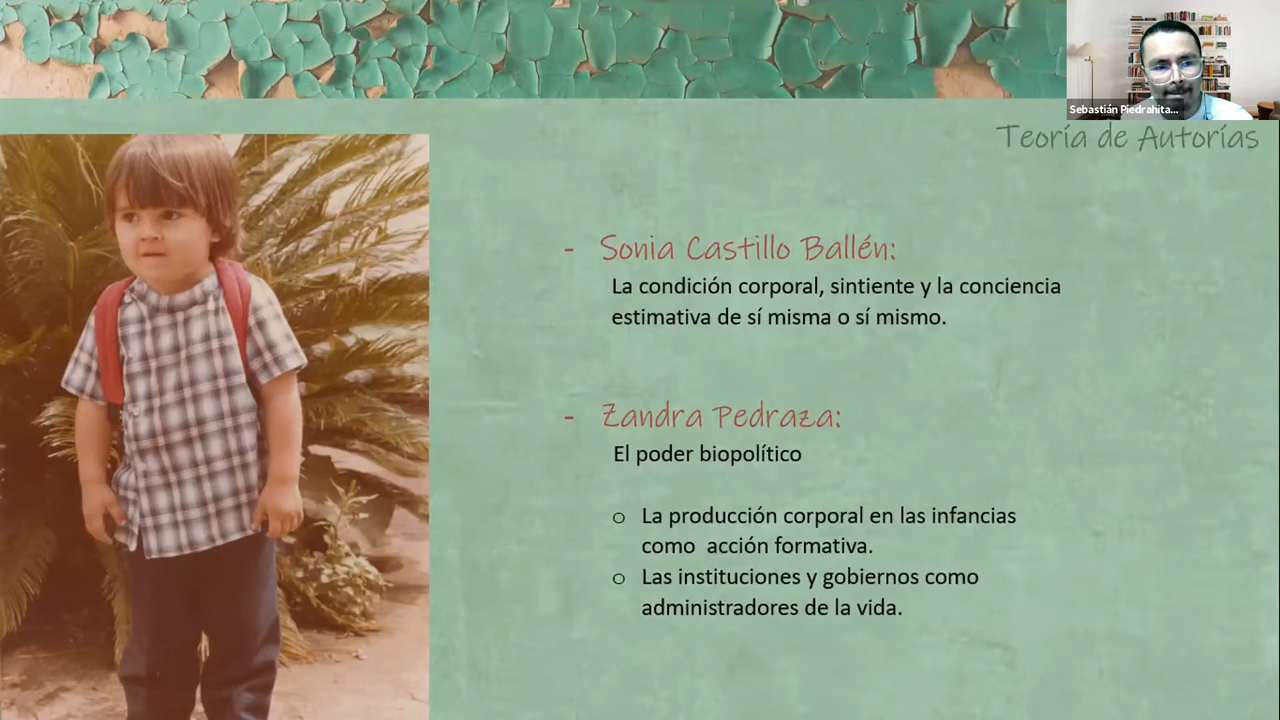 Sebastián Piedrahita...
Teoría de Autorías
- Sonia Castillo Ballén:
La condición corporal, sintiente y la conciencia
estimativa de sí misma o sí mismo.
- Zandra Pedraza:
El poder biopolítico
o La producción corporal en las infancias
como acción formativa.
o Las instituciones y gobiernos como
administradores de la vida.